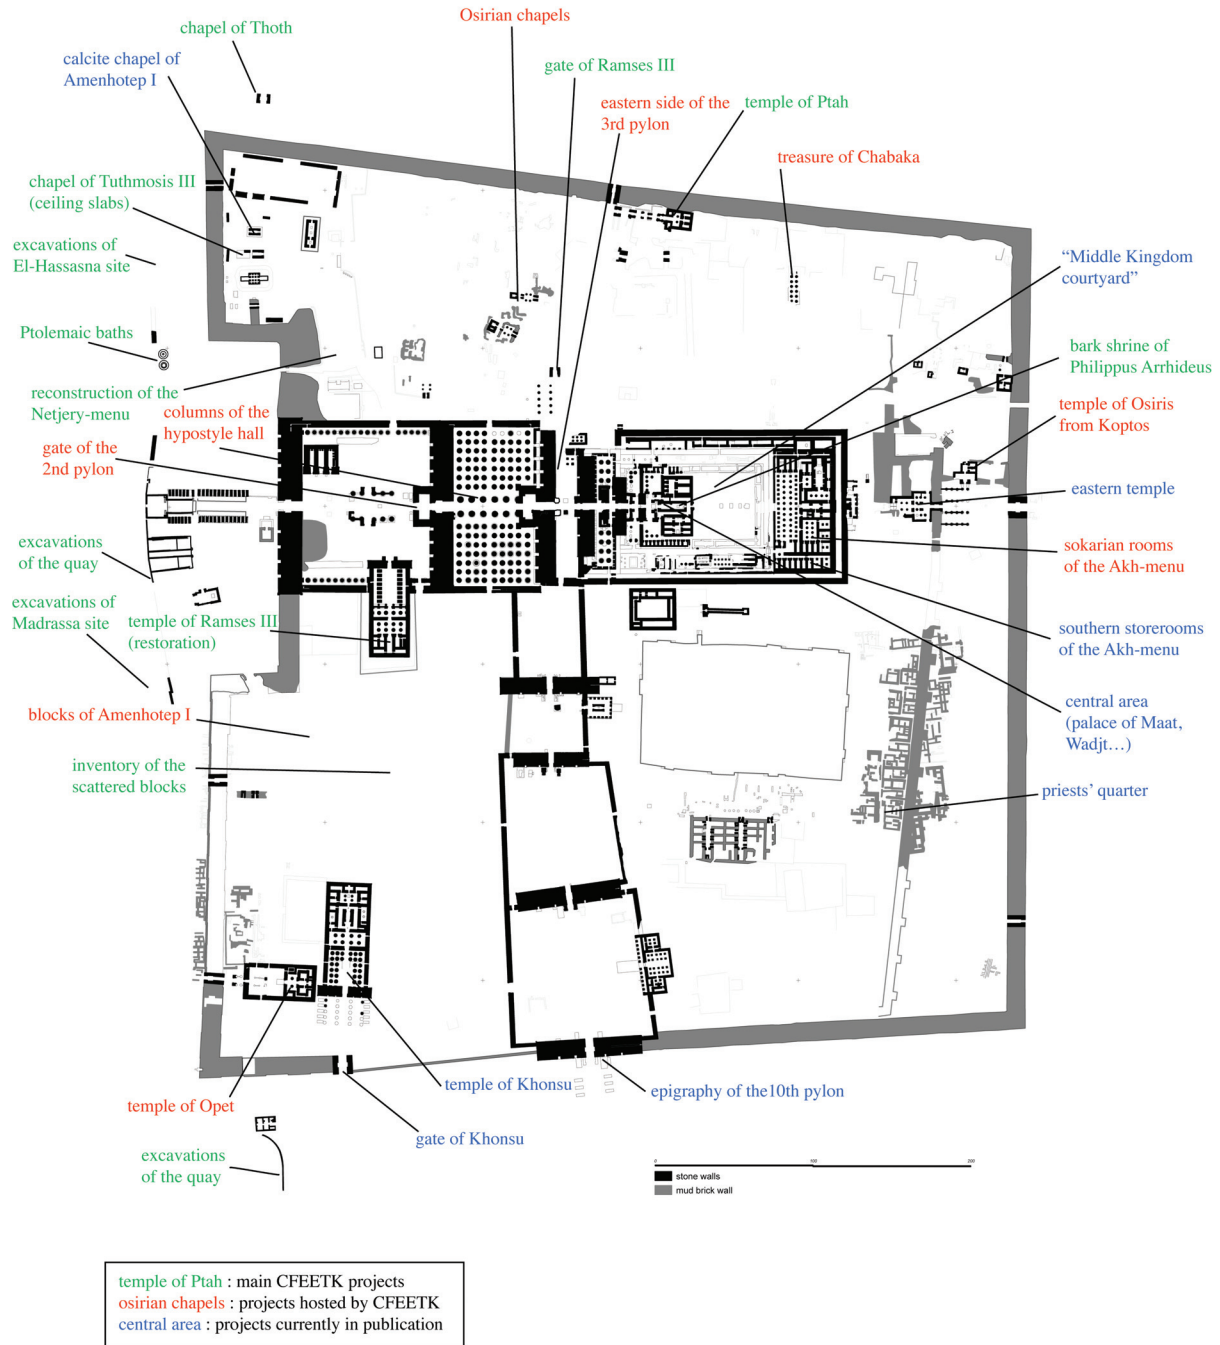 Osirian chapels
chapel of Thoth
calcite chapel of
Amenhotep I
gate of Ramses III
eastern side of the
3rd pylon
temple of Ptah
treasure of Chabaka
chapel of Tuthmosis III
(ceiling slabs)
excavations of
El-Hassasna site
“Middle Kingdom
courtyard”
Ptolemaic baths
bark shrine of
Philippus Arrhideus
reconstruction of the
Netjery-menu
columns of the
hypostyle hall
gate of the
2nd pylon
temple of Osiris
from Koptos
eastern temple
excavations
of the quay
sokarian rooms
of the Akh-menu
excavations of
Madrassa site
temple of Ramses III
(restoration)
southern storerooms
of the Akh-menu
blocks of Amenhotep I
central area
(palace of Maat,
Wadjt…)
inventory of the
scattered blocks
priests’ quarter
temple of Khonsu
epigraphy of the10th pylon
temple of Opet
gate of Khonsu
excavations
of the quay
0 100 200
stone walls
mud brick wall
temple of Ptah : main CFEETK projects
osirian chapels : projects hosted by CFEETK
central area : projects currently in publication